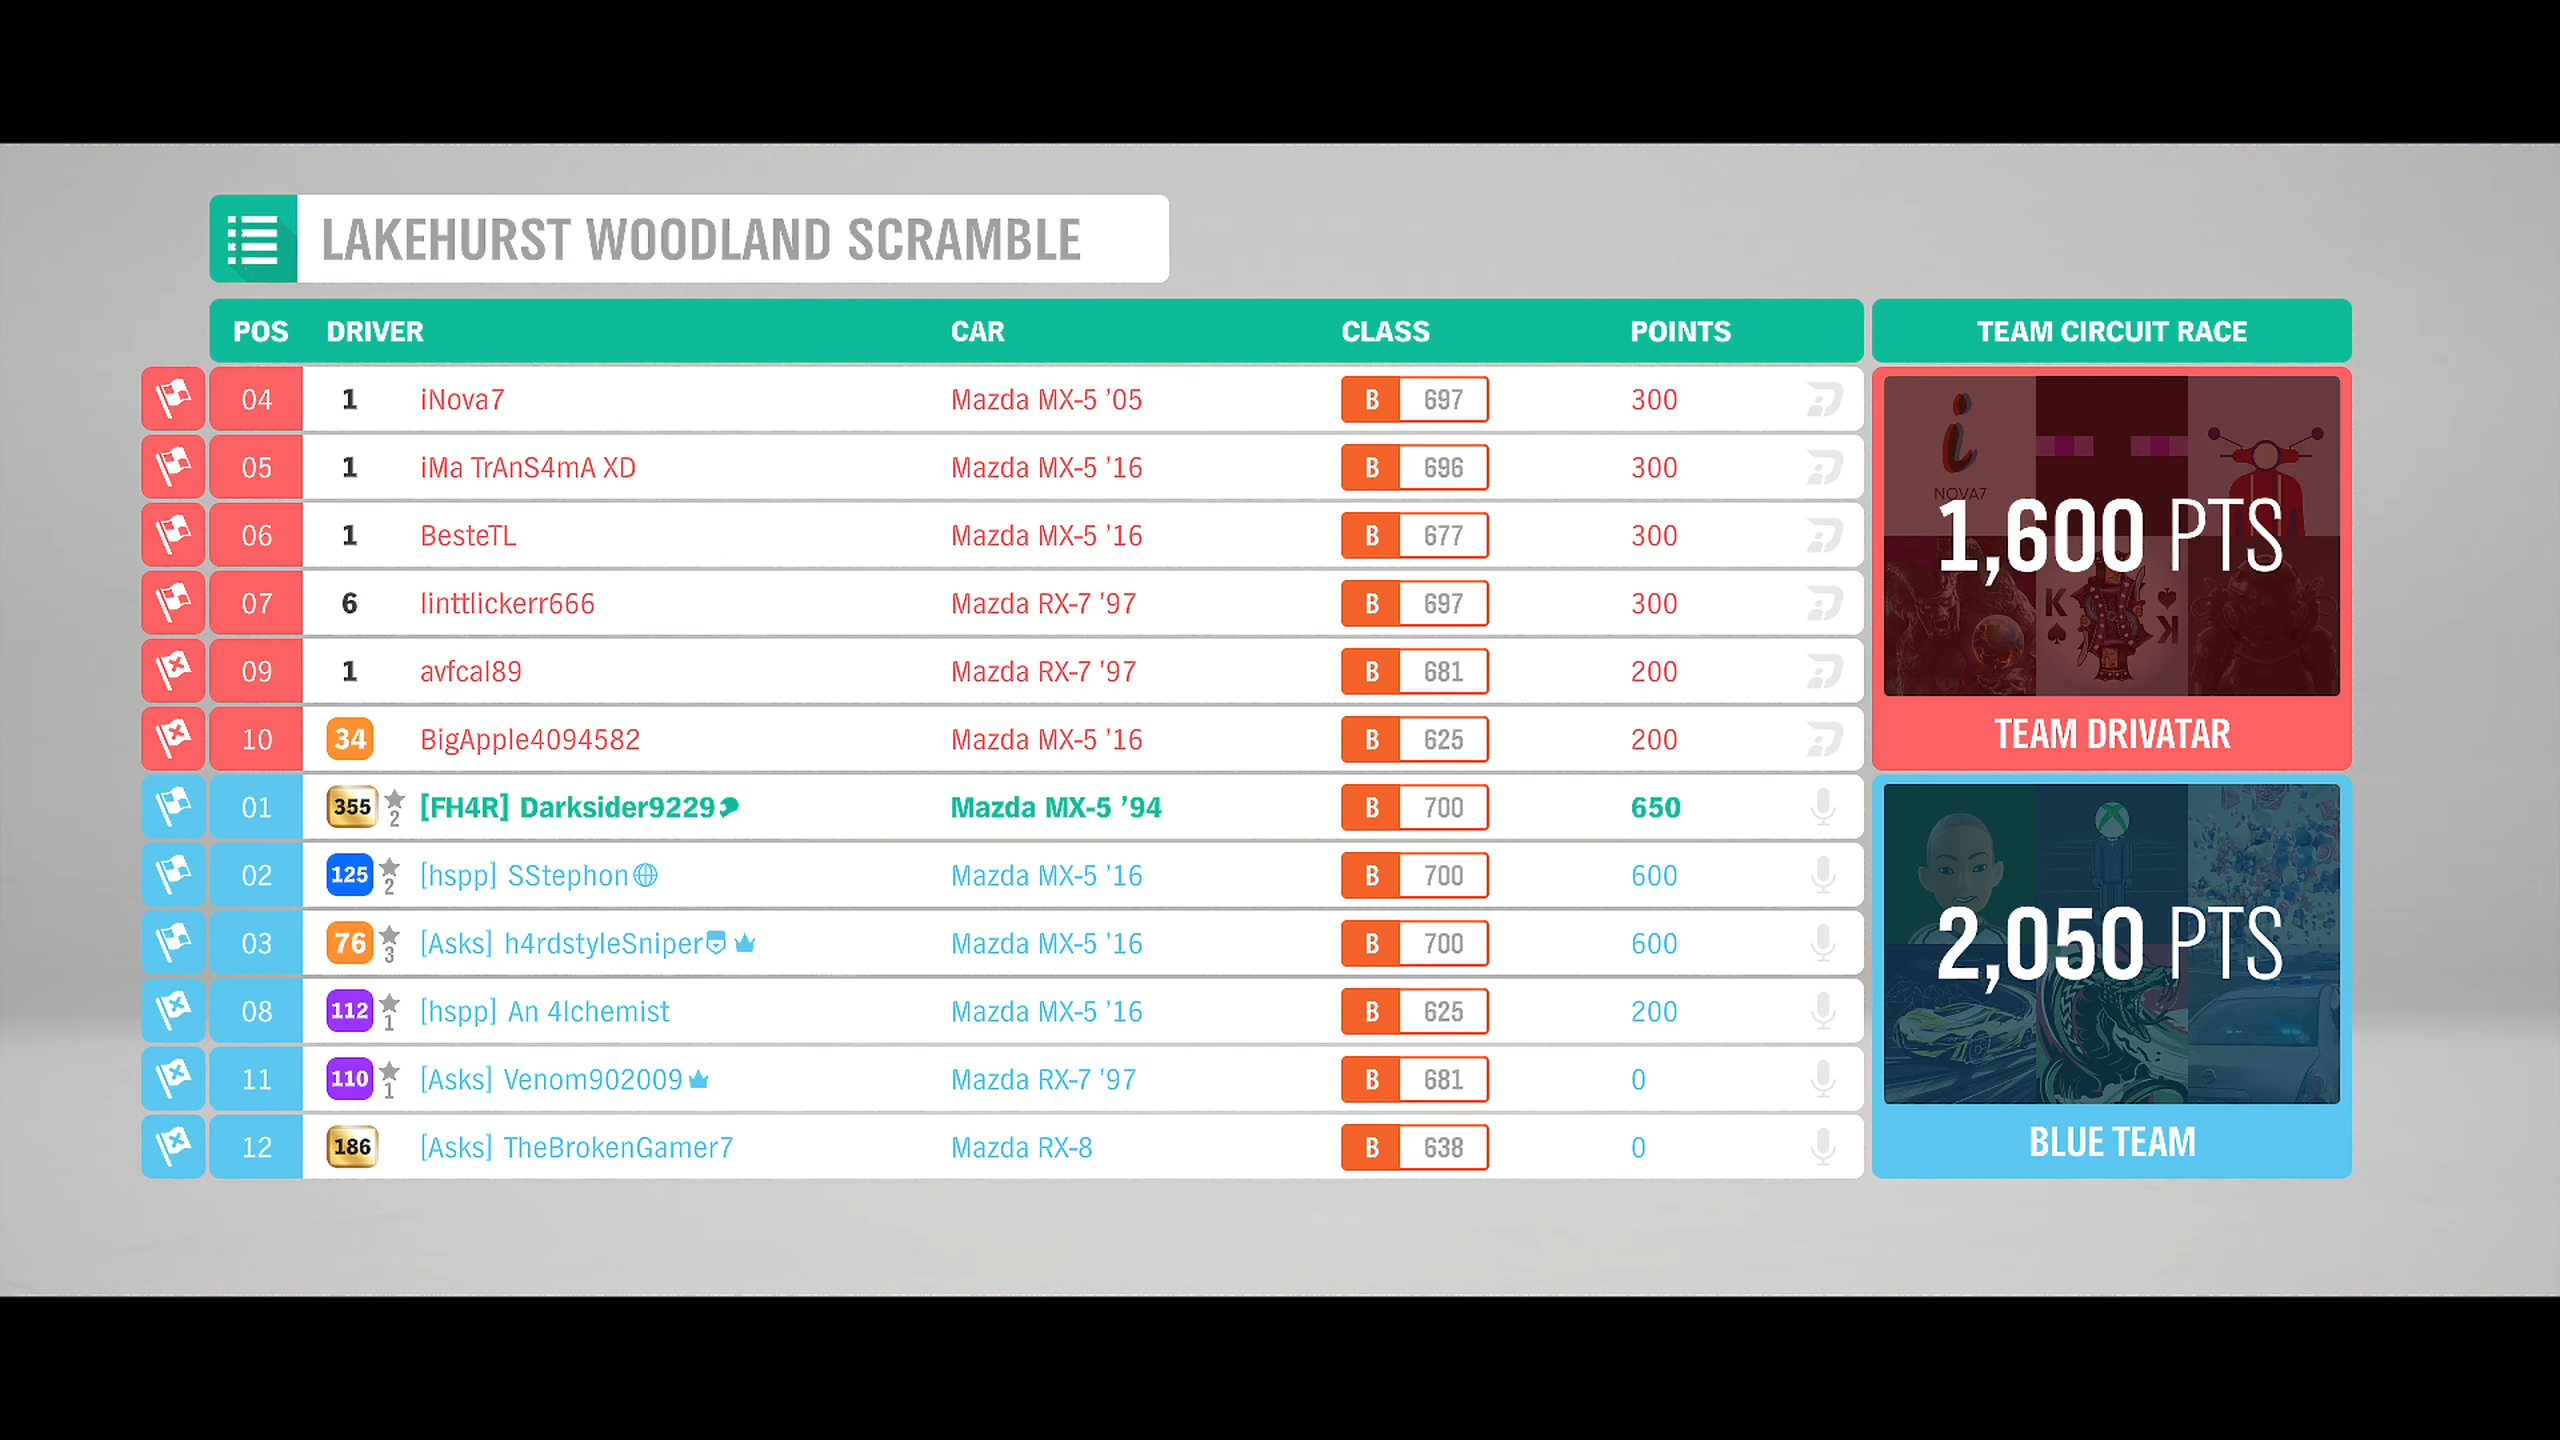 LAKEHURST WOODLAND SCRAMBLE
POS DRIVER CAR CLASS POINTS TEAM CIRCUIT RACE
04 1 iNova7 Mazda MX-5 '05 B 697 300
05 1 iMa TrAnS4mA XD Mazda MX-5 '16 B 696 300
06 1 BesteTL Mazda MX-5 '16 B 677 300
07 6 linttlickerr666 Mazda RX-7 '97 B 697 300
09 1 avfcal89 Mazda RX-7 '97 B 681 200
10 34 BigApple4094582 Mazda MX-5 '16 B 625 200
01 355 2 [FH4R] Darksider9229 Mazda MX-5 '94 B 700 650
02 125 2 [hspp] SStephon Mazda MX-5 '16 B 700 600
03 76 3 [Asks] h4rdstyleSniper Mazda MX-5 '16 B 700 600
08 112 1 [hspp] An 4lchemist Mazda MX-5 '16 B 625 200
11 110 1 [Asks] Venom902009 Mazda RX-7 '97 B 681 0
12 186 [Asks] TheBrokenGamer7 Mazda RX-8 B 638 0
i
NOVA7
1,600 PTS
K
K
TEAM DRIVATAR
2,050 PTS
BLUE TEAM